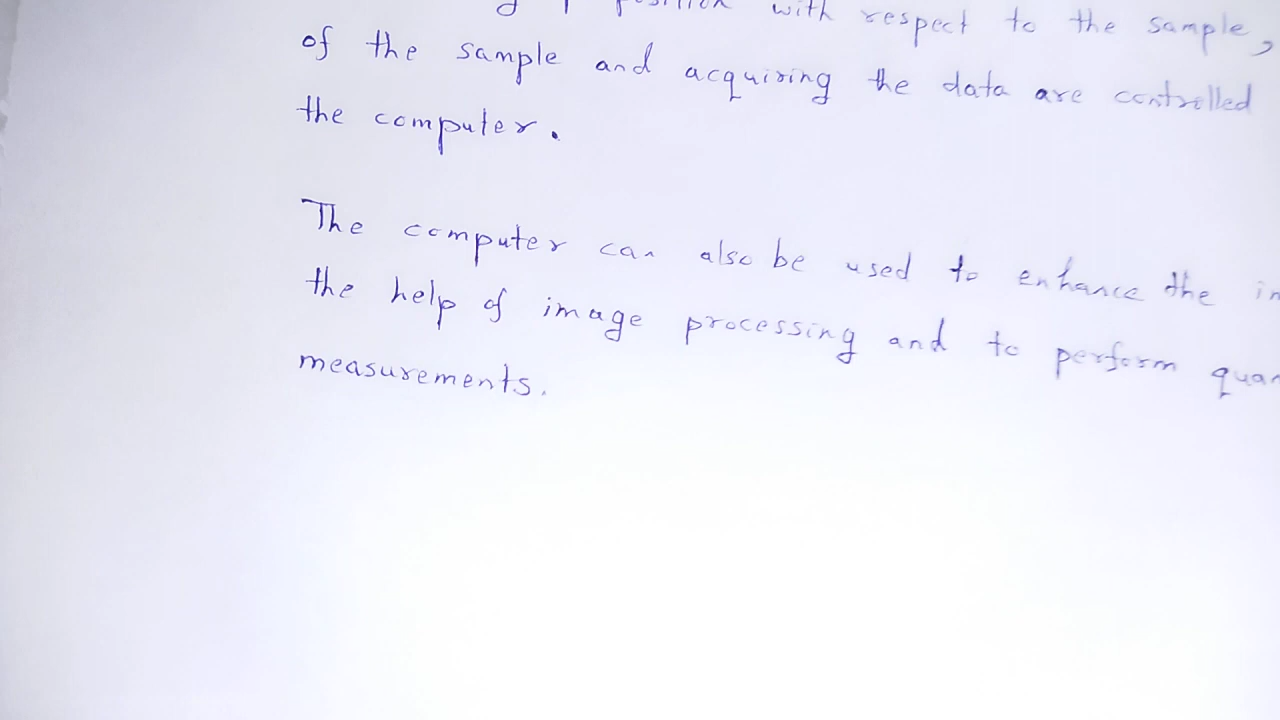 position with respect to the sample,
of the sample and acquiring the data are controlled
the computer.
The computer can also be used to enhance the
the help of image processing and to perform
measurements.